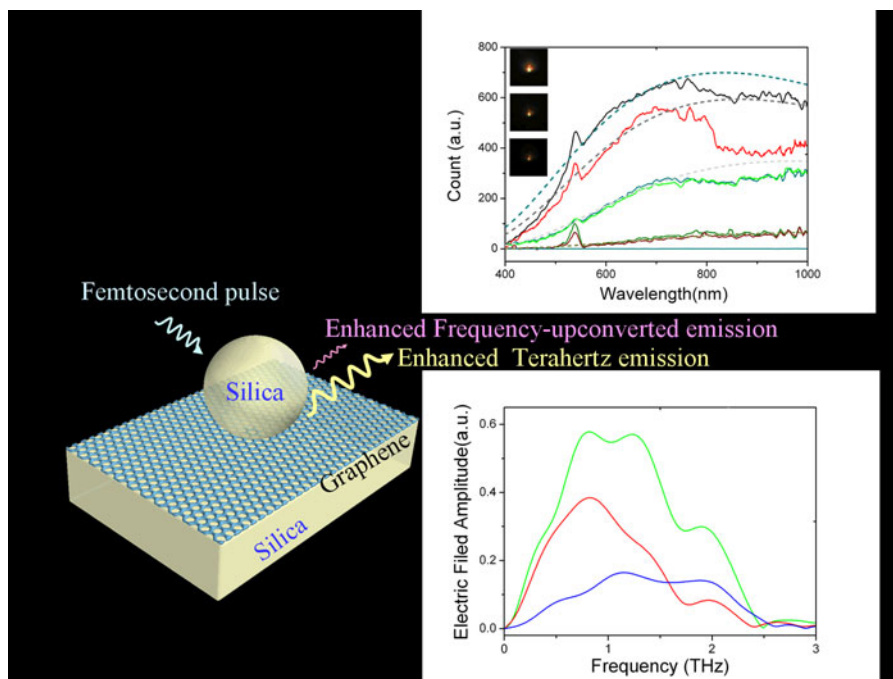 800
600
400
200
0
Count (a.u.)
400
600
800
1000
Wavelength(nm)
Femtosecond pulse
Enhanced Frequency-upconverted emission
Enhanced Terahertz emission
Silica
Graphene
Silica
0.6
0.4
0.2
0.0
Electric Filed Amplitude(a.u.)
0
1
2
3
Frequency (THz)